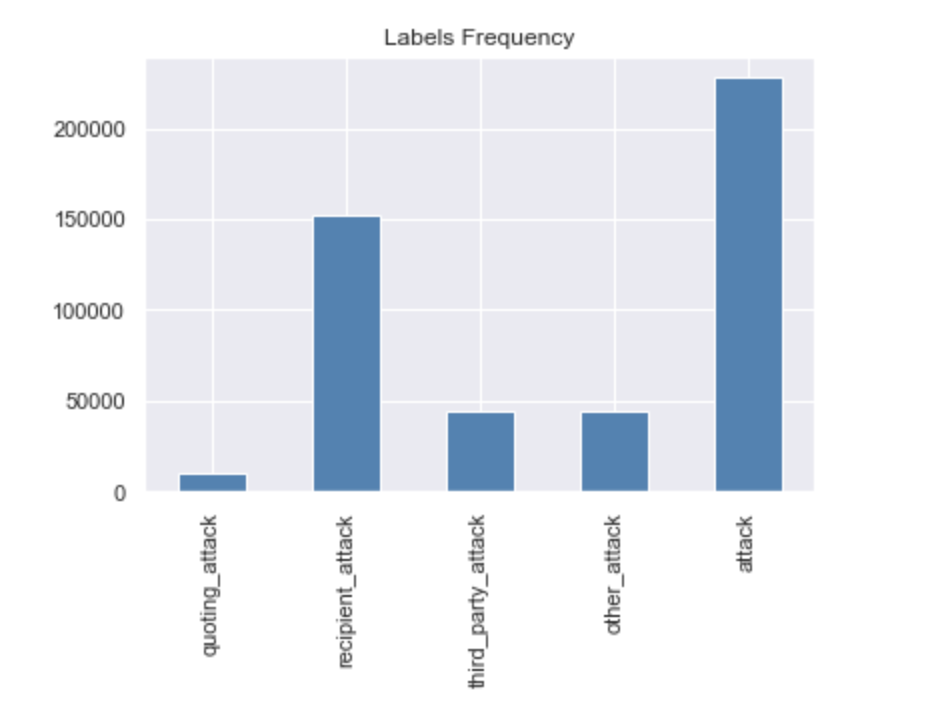 Labels Frequency
200000
150000
100000
50000
0
quoting_attack
recipient_attack
third_party_attack
other_attack
attack